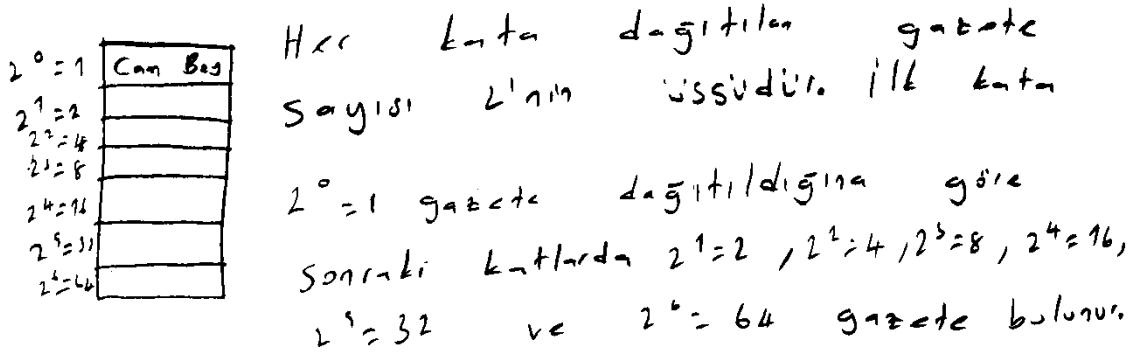 2⁰=1 Can Bey
2¹=2
2²=4
2³=8
2⁴=16
2⁵=32
2⁶=64
Her kata dağıtılan gazete
sayısı 2'nin üssüdür. İlk kata
2⁰=1 gazete dağıtıldığına göre
sonraki katlarda 2¹=2, 2²=4, 2³=8, 2⁴=16,
2⁵=32 ve 2⁶=64 gazete bulunur.